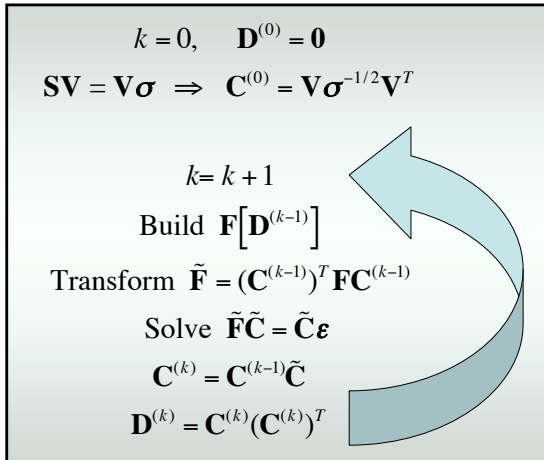 k = 0, D^(0) = 0
SV = Vσ ⇒ C^(0) = Vσ^(-1/2)V^T
k= k + 1
Build F[D^(k-1)]
Transform F̃ = (C^(k-1))^T FC^(k-1)
Solve F̃C̃ = C̃ε
C^(k) = C^(k-1)C̃
D^(k) = C^(k)(C^(k))^T